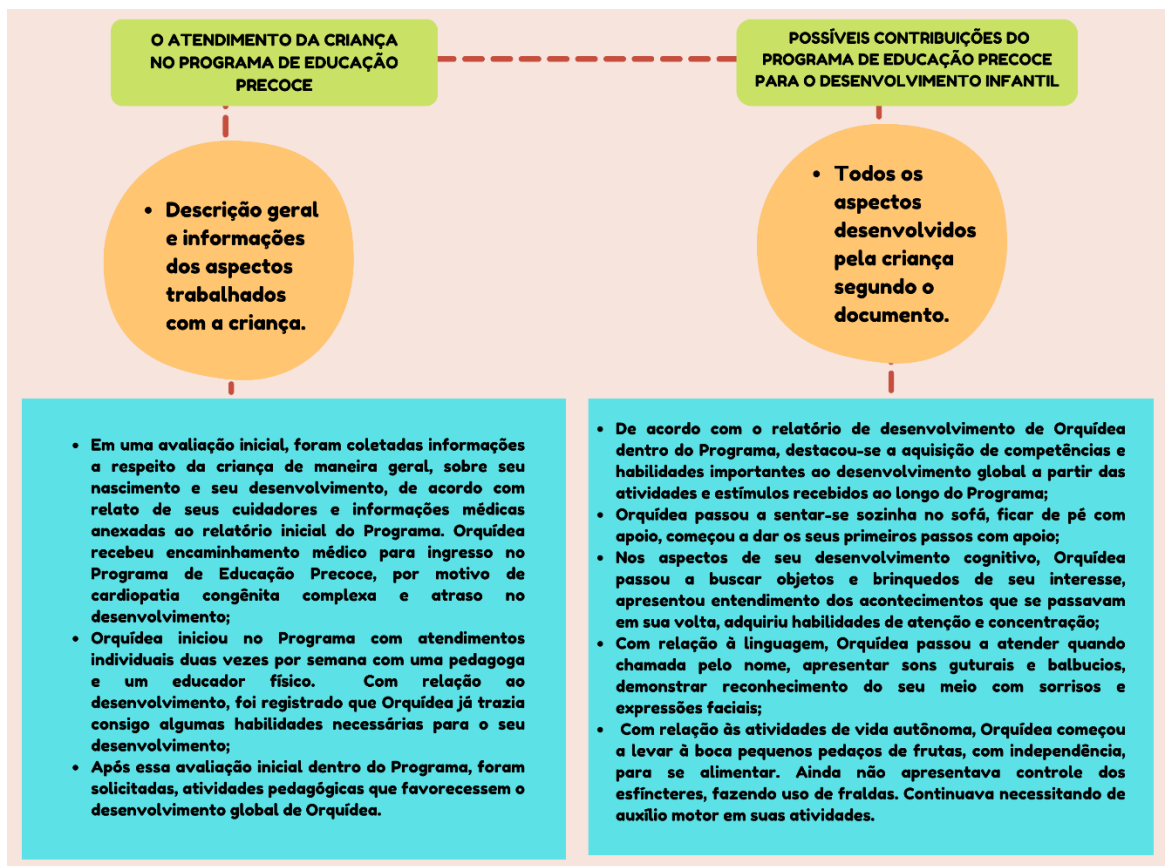 O ATENDIMENTO DA CRIANÇA
NO PROGRAMA DE EDUCAÇÃO
PRECOCE
POSSÍVEIS CONTRIBUIÇÕES DO
PROGRAMA DE EDUCAÇÃO PRECOCE
PARA O DESENVOLVIMENTO INFANTIL
• Descrição geral
e informações
dos aspectos
trabalhados
com a criança.
• Todos os
aspectos
desenvolvidos
pela criança
segundo o
documento.
• Em uma avaliação inicial, foram coletadas informações
a respeito da criança de maneira geral, sobre seu
nascimento e seu desenvolvimento, de acordo com
relato de seus cuidadores e informações médicas
anexadas ao relatório inicial do Programa. Orquídea
recebeu encaminhamento médico para ingresso no
Programa de Educação Precoce, por motivo de
cardiopatia congênita complexa e atraso no
desenvolvimento;
• Orquídea iniciou no Programa com atendimentos
individuais duas vezes por semana com uma pedagoga
e um educador físico. Com relação ao
desenvolvimento, foi registrado que Orquídea já trazia
consigo algumas habilidades necessárias para o seu
desenvolvimento;
• Após essa avaliação inicial dentro do Programa, foram
solicitadas, atividades pedagógicas que favorecessem o
desenvolvimento global de Orquídea.
• De acordo com o relatório de desenvolvimento de Orquídea
dentro do Programa, destacou-se a aquisição de competências e
habilidades importantes ao desenvolvimento global a partir das
atividades e estímulos recebidos ao longo do Programa;
• Orquídea passou a sentar-se sozinha no sofá, ficar de pé com
apoio, começou a dar os seus primeiros passos com apoio;
• Nos aspectos de seu desenvolvimento cognitivo, Orquídea
passou a buscar objetos e brinquedos de seu interesse,
apresentou entendimento dos acontecimentos que se passavam
em sua volta, adquiriu habilidades de atenção e concentração;
• Com relação à linguagem, Orquídea passou a atender quando
chamada pelo nome, apresentar sons guturais e balbucios,
demonstrar reconhecimento do seu meio com sorrisos e
expressões faciais;
• Com relação às atividades de vida autônoma, Orquídea começou
a levar à boca pequenos pedaços de frutas, com independência,
para se alimentar. Ainda não apresentava controle dos
esfíncteres, fazendo uso de fraldas. Continuava necessitando de
auxílio motor em suas atividades.